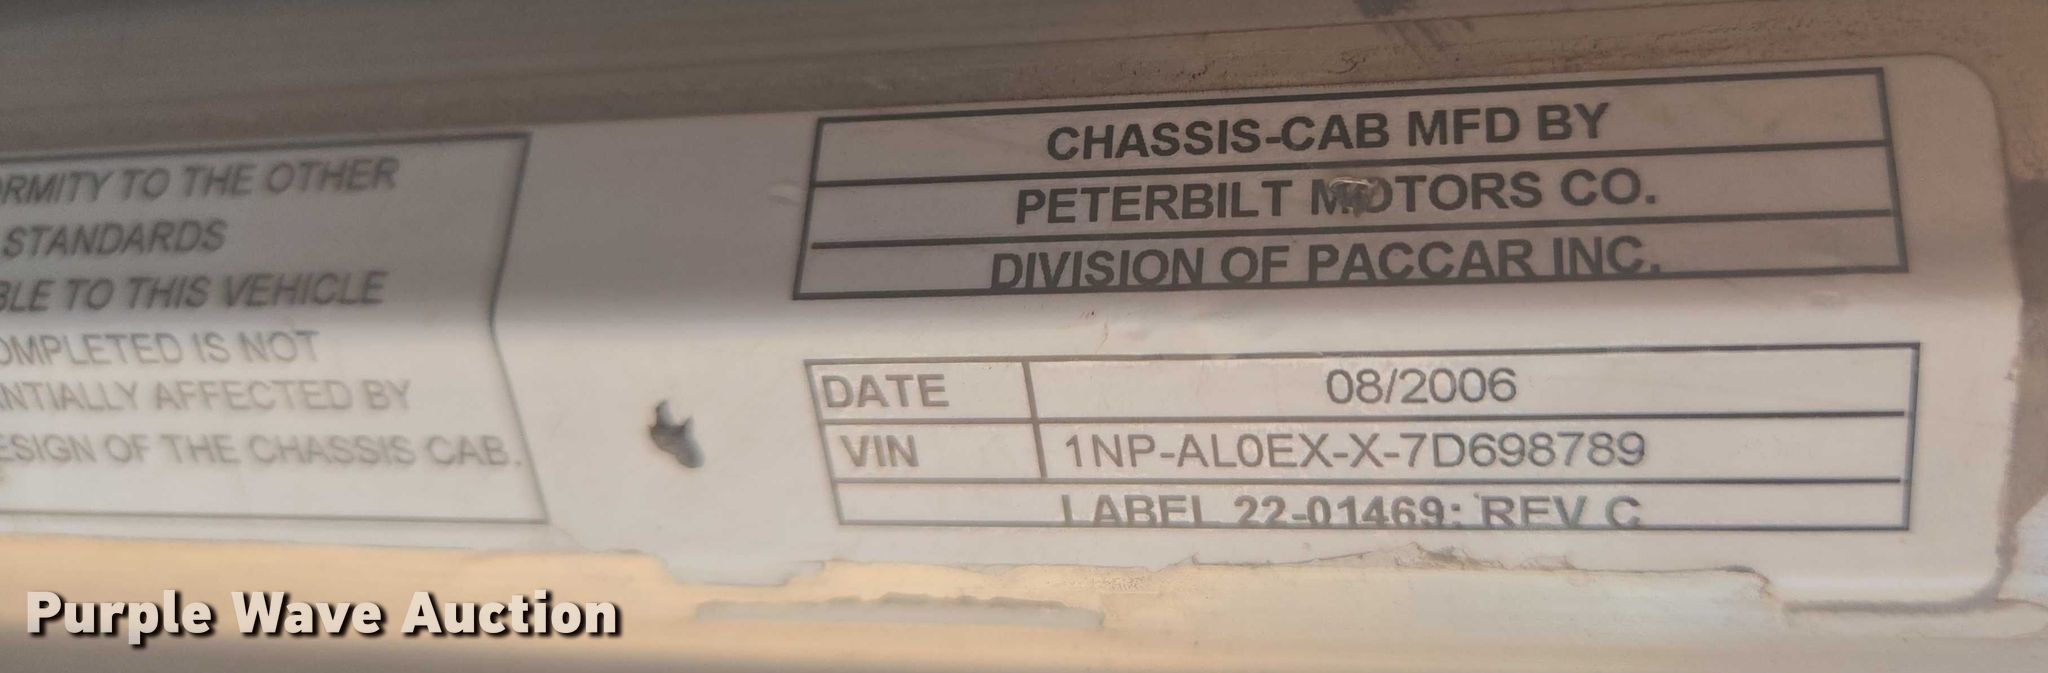 RMITY TO THE OTHER
STANDARDS
BLE TO THIS VEHICLE
OMPLETED IS NOT
NTIALLY AFFECTED BY
ESIGN OF THE CHASSIS CAB.
CHASSIS-CAB MFD BY
PETERBILT MOTORS CO.
DIVISION OF PACCAR INC.
DATE 08/2006
VIN 1NP-AL0EX-X-7D698789
LABEL 22-01469: REV C
Purple Wave Auction